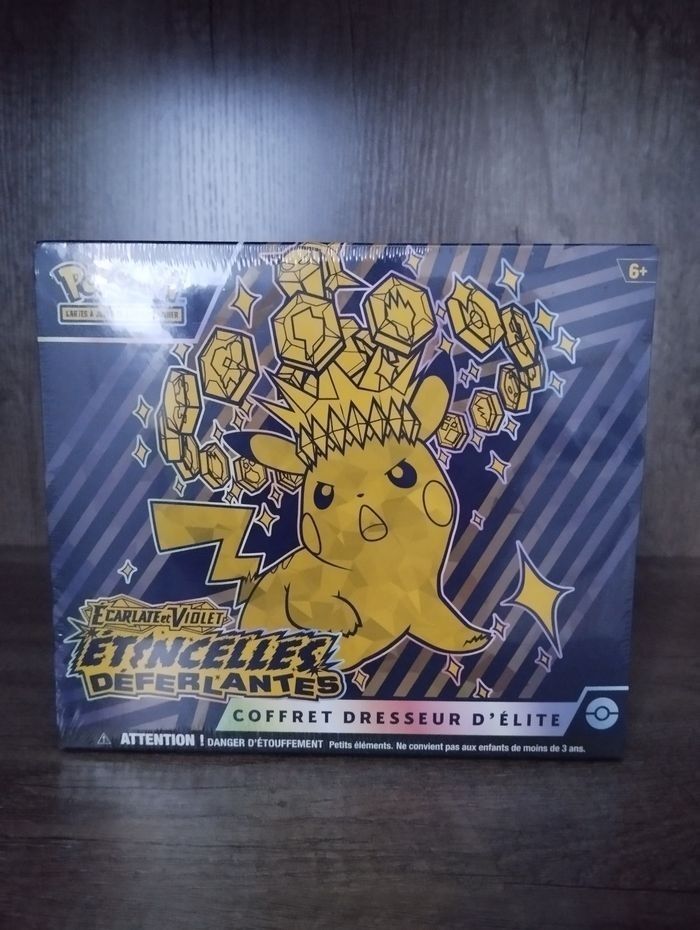 6+
ÉCARLATE et VIOLET
ÉTINCELLES
DÉFERLANTES
COFFRET DRESSEUR D'ÉLITE
ATTENTION ! DANGER D'ÉTOUFFEMENT Petits éléments. Ne convient pas aux enfants de moins de 3 ans.